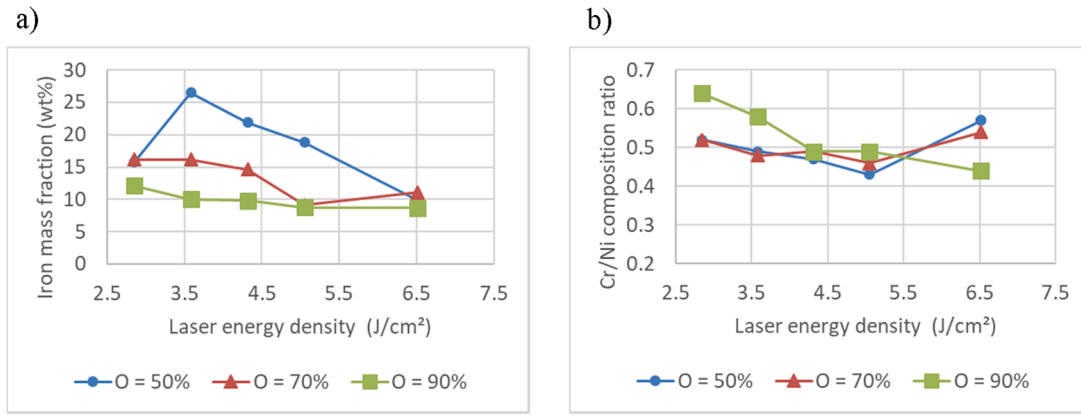 a)
Iron mass fraction (wt%)
30
25
20
15
10
5
0
2.5 3.5 4.5 5.5 6.5 7.5
Laser energy density (J/cm²)
O = 50% O = 70% O = 90%
b)
Cr/Ni composition ratio
0.7
0.6
0.5
0.4
0.3
0.2
2.5 3.5 4.5 5.5 6.5 7.5
Laser energy density (J/cm²)
O = 50% O = 70% O = 90%